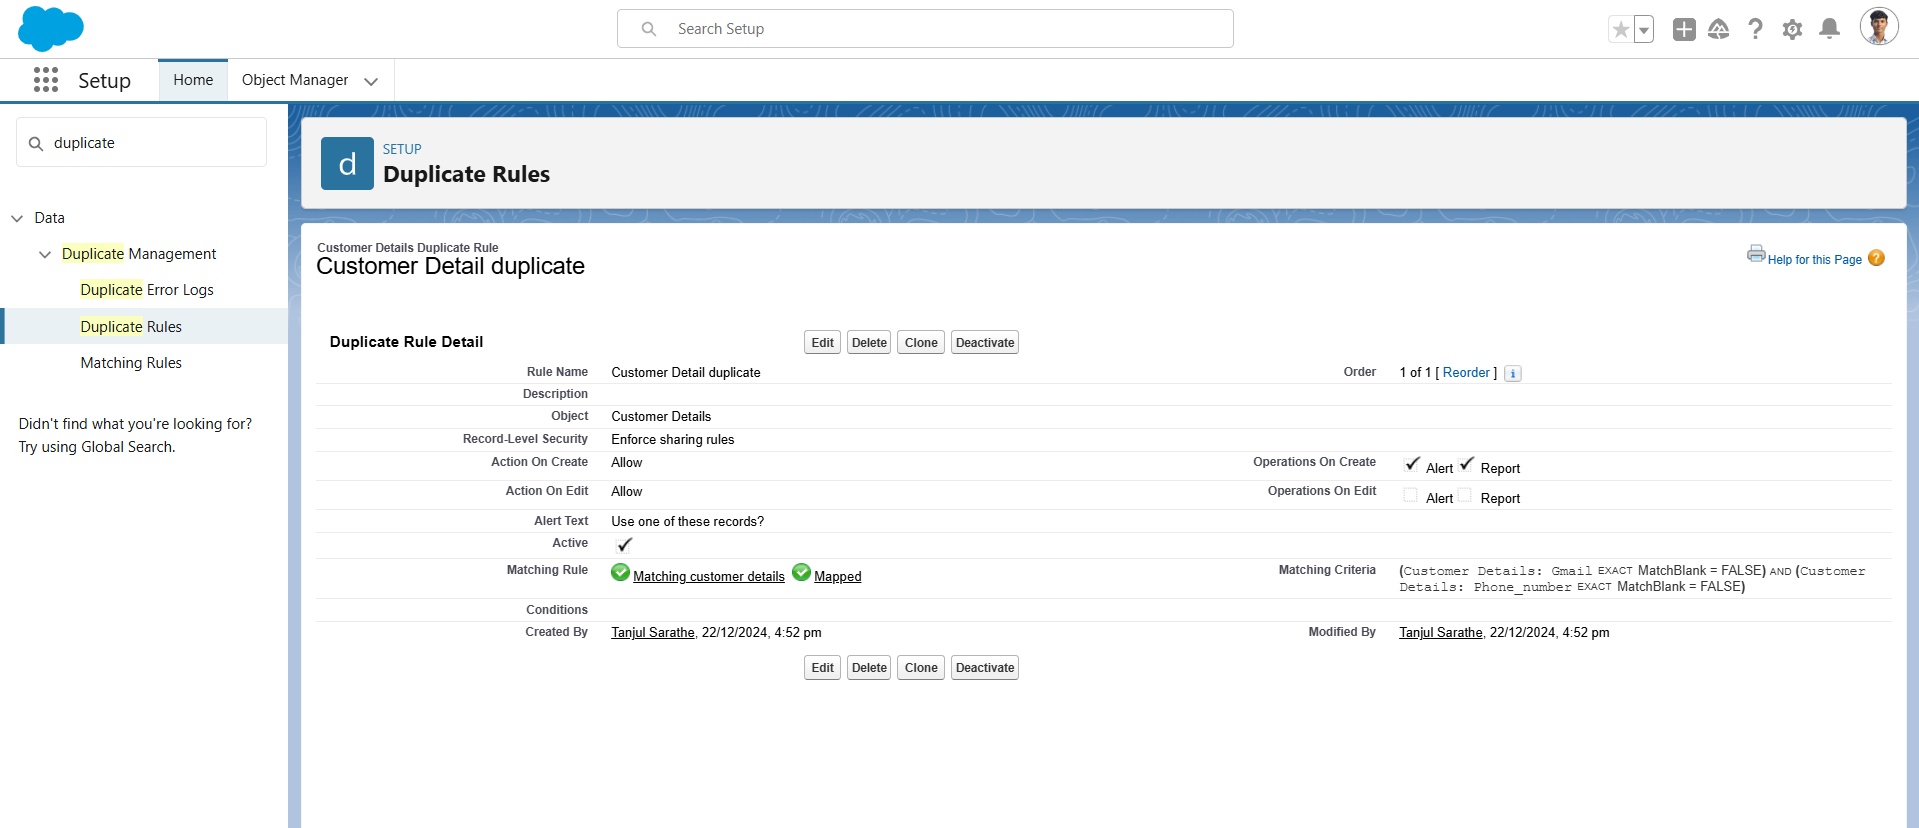 Search Setup
Setup
Home
Object Manager
duplicate
Data
Duplicate Management
Duplicate Error Logs
Duplicate Rules
Matching Rules
Didn't find what you're looking for?
Try using Global Search.
d
SETUP
Duplicate Rules
Customer Details Duplicate Rule
Customer Detail duplicate
Help for this Page ?
Duplicate Rule Detail Edit Delete Clone Deactivate
Rule Name Customer Detail duplicate Order 1 of 1 [ Reorder ] i
Description
Object Customer Details
Record-Level Security Enforce sharing rules
Action On Create Allow Operations On Create Alert Report
Action On Edit Allow Operations On Edit Alert Report
Alert Text Use one of these records?
Active
Matching Rule Matching customer details Mapped Matching Criteria (Customer Details: Gmail EXACT MatchBlank = FALSE) AND (Customer
Details: Phone_number EXACT MatchBlank = FALSE)
Conditions
Created By Tanjul Sarathe, 22/12/2024, 4:52 pm Modified By Tanjul Sarathe, 22/12/2024, 4:52 pm
Edit Delete Clone Deactivate